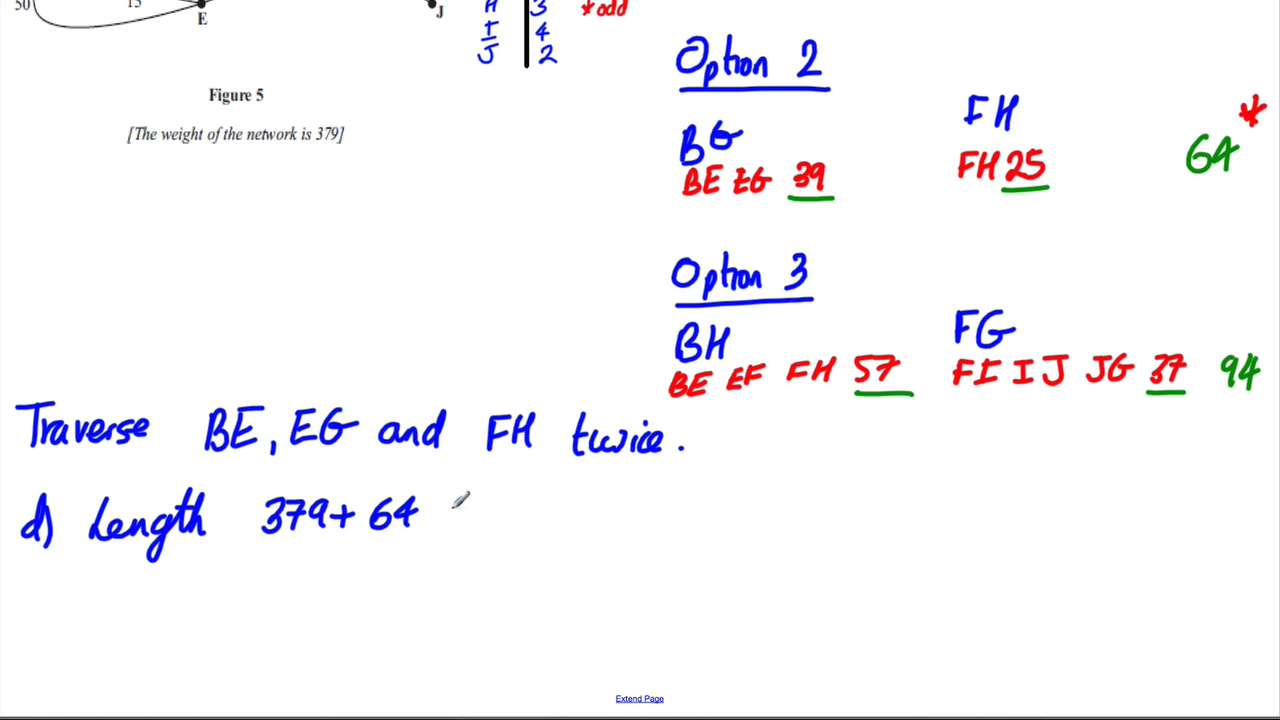 50
15
E
J
H 3 * odd
I 4
J 2
Figure 5
[The weight of the network is 379]
Option 2
BG FH
BE EG 39 FH 25 64 *
Option 3
BH FG
BE EF FH 57 FI IJ JG 37 94
Traverse BE, EG and FH twice.
d) Length 379 + 64
Extend Page